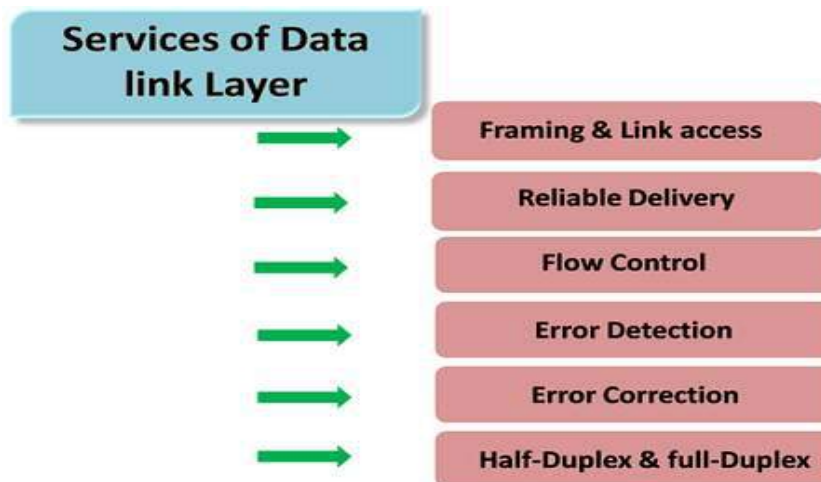 Services of Data
link Layer
Framing & Link access
Reliable Delivery
Flow Control
Error Detection
Error Correction
Half-Duplex & full-Duplex